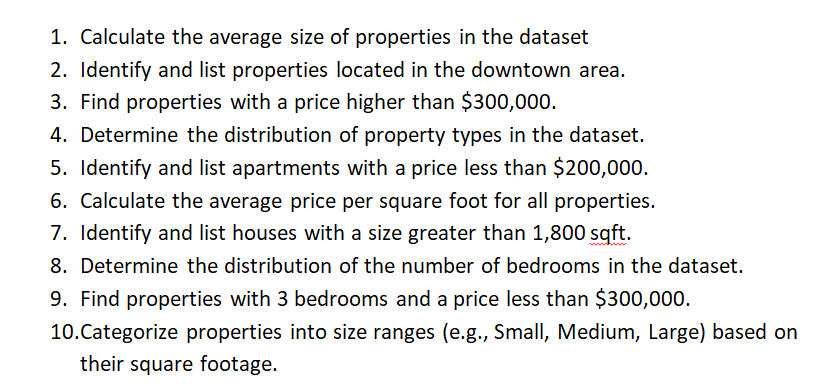 1. Calculate the average size of properties in the dataset
2. Identify and list properties located in the downtown area.
3. Find properties with a price higher than $300,000.
4. Determine the distribution of property types in the dataset.
5. Identify and list apartments with a price less than $200,000.
6. Calculate the average price per square foot for all properties.
7. Identify and list houses with a size greater than 1,800 sqft.
8. Determine the distribution of the number of bedrooms in the dataset.
9. Find properties with 3 bedrooms and a price less than $300,000.
10.Categorize properties into size ranges (e.g., Small, Medium, Large) based on
their square footage.